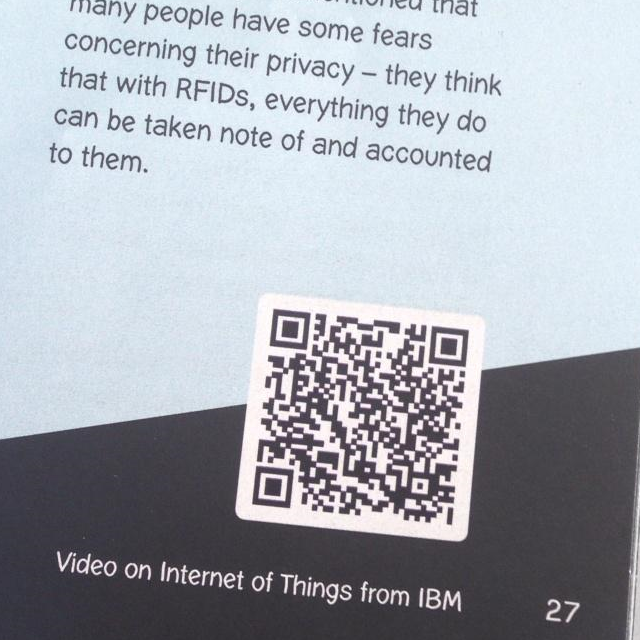 that
many people have some fears
concerning their privacy – they think
that with RFIDs, everything they do
can be taken note of and accounted
to them.
Video on Internet of Things from IBM
27